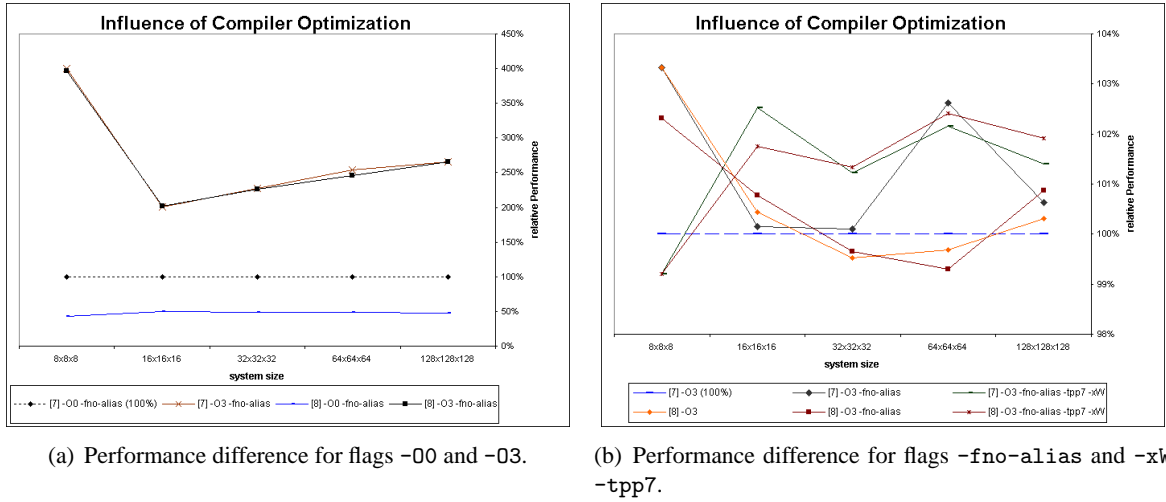 Influence of Compiler Optimization
450%
400%
350%
300%
250%
200%
150%
100%
50%
0%
relative Performance
8x8x8 16x16x16 32x32x32 64x64x64 128x128x128
system size
[7] -O0 -fno-alias (100%) [7] -O3 -fno-alias [8] -O0 -fno-alias [8] -O3 -fno-alias
(a) Performance difference for flags -O0 and -O3.
Influence of Compiler Optimization
104%
103%
102%
101%
100%
99%
98%
relative Performance
8x8x8 16x16x16 32x32x32 64x64x64 128x128x128
system size
[7] -O3 (100%) [7] -O3 -fno-alias [7] -O3 -fno-alias -tpp7 -xW
[8] -O3 [8] -O3 -fno-alias [8] -O3 -fno-alias -tpp7 -xW
(b) Performance difference for flags -fno-alias and -xW
-tpp7.